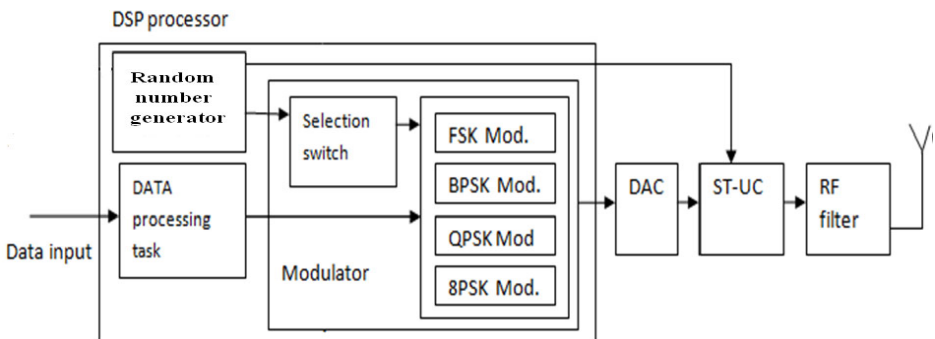 DSP processor
Random
number
generator
Selection
switch
FSK Mod.
BPSK Mod.
QPSK Mod
8PSK Mod.
DATA
processing
task
Data input
Modulator
DAC
ST-UC
RF
filter